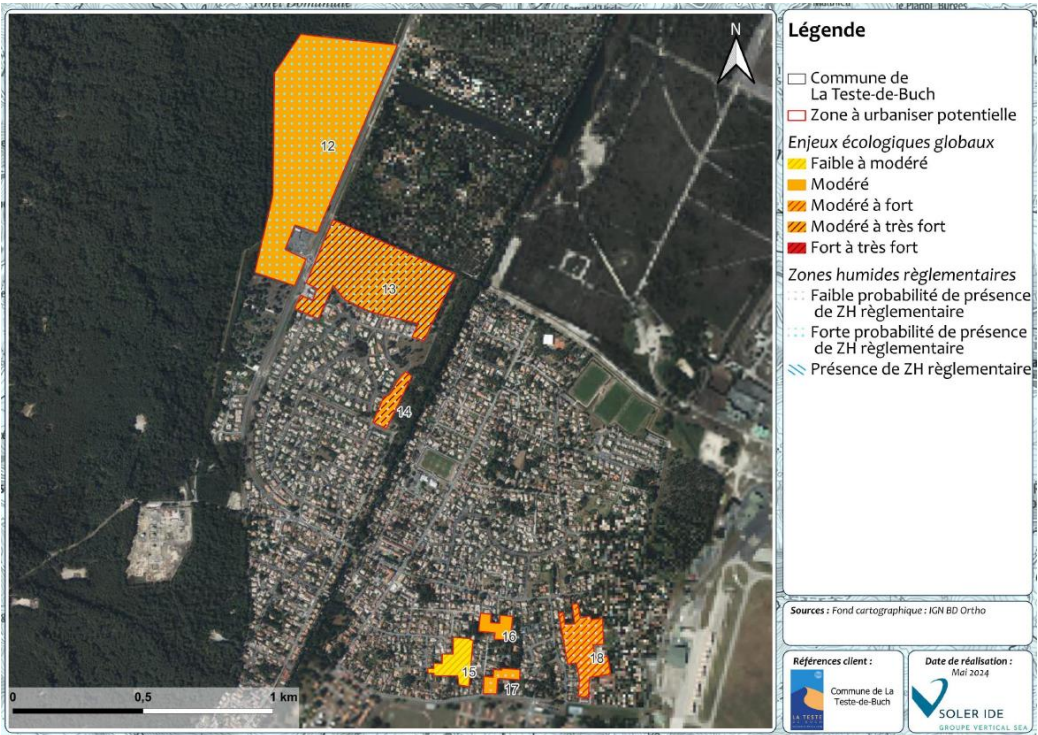 N
12
13
14
15
16
17
18
0
0,5
1 km
Légende
Commune de
La Teste-de-Buch
Zone à urbaniser potentielle
Enjeux écologiques globaux
Faible à modéré
Modéré
Modéré à fort
Modéré à très fort
Fort à très fort
Zones humides règlementaires
Faible probabilité de présence
de ZH règlementaire
Forte probabilité de présence
de ZH règlementaire
Présence de ZH règlementaire
Sources : Fond cartographique : IGN BD Ortho
Références client :
LA TESTE
DE BUCH
Commune de La
Teste-de-Buch
Date de réalisation :
Mai 2024
SOLER IDE
GROUPE VERTICAL SEA